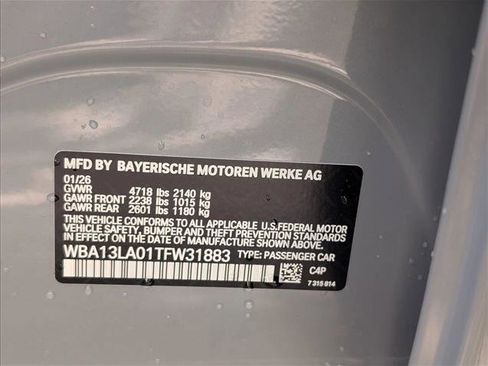 MFD BY BAYERISCHE MOTOREN WERKE AG
01/26
GVWR 4718 lbs 2140 kg
GAWR FRONT 2238 lbs 1015 kg
GAWR REAR 2601 lbs 1180 kg
THIS VEHICLE CONFORMS TO ALL APPLICABLE U.S.FEDERAL MOTOR
VEHICLE SAFETY, BUMPER AND THEFT PREVENTION STANDARDS
IN EFFECT ON THE DATE OF MANUFACTURE SHOWN ABOVE.
WBA13LA01TFW31883 TYPE: PASSENGER CAR
C4P
7 315 814